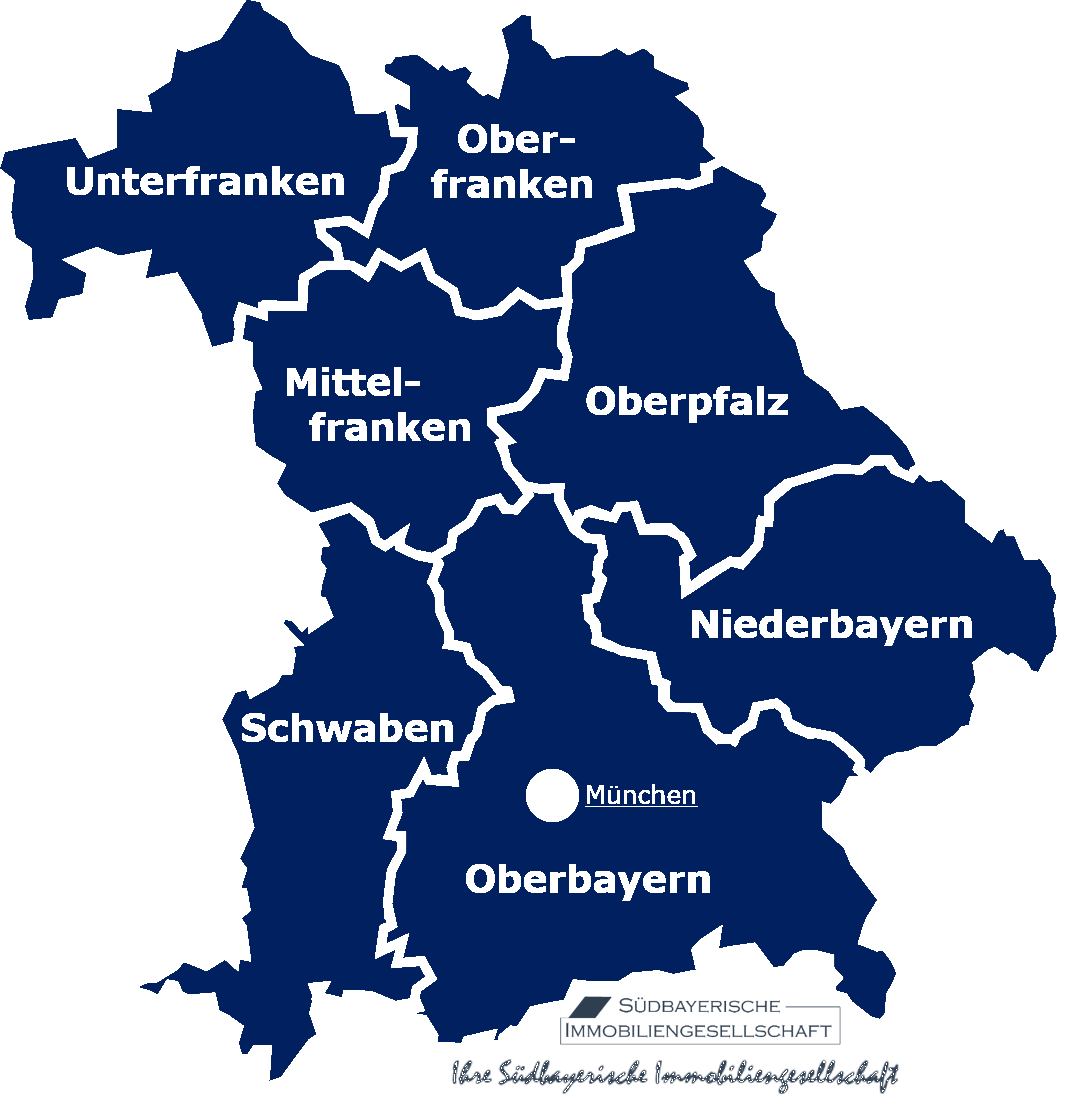 Ober-
franken
Unterfranken
Mittel-
franken
Oberpfalz
Niederbayern
Schwaben
München
Oberbayern
SÜDBAYERISCHE
IMMOBILIENGESELLSCHAFT
Ihre Südbayerische Immobiliengesellschaft